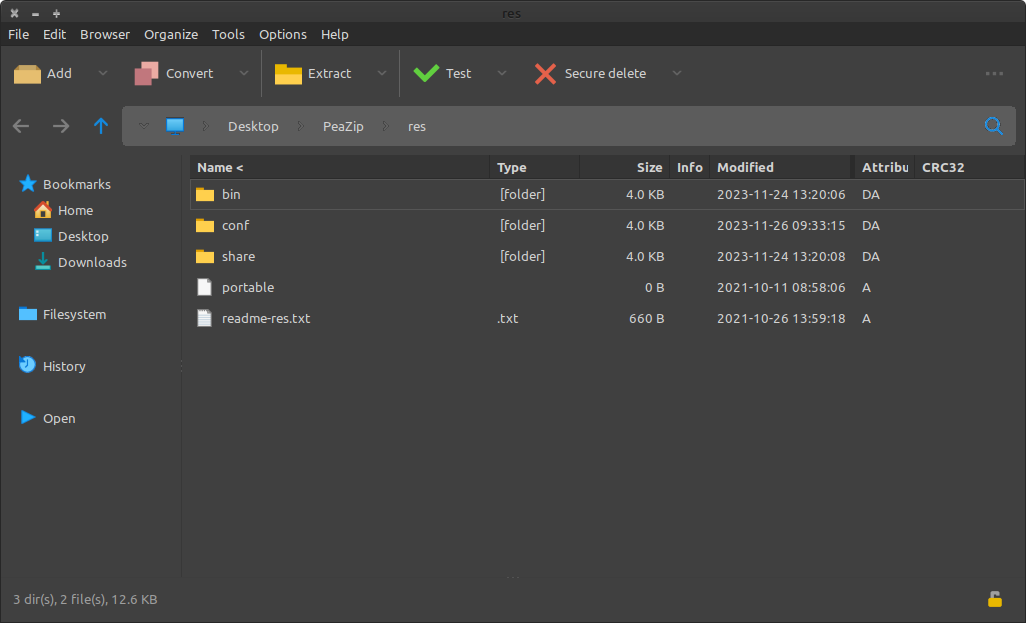 res
File Edit Browser Organize Tools Options Help
Add Convert Extract Test Secure delete
Desktop PeaZip res
Bookmarks
Home
Desktop
Downloads
Filesystem
History
Open
Name < Type Size Info Modified Attribu CRC32
bin [folder] 4.0 KB 2023-11-24 13:20:06 DA
conf [folder] 4.0 KB 2023-11-26 09:33:15 DA
share [folder] 4.0 KB 2023-11-24 13:20:08 DA
portable 0 B 2021-10-11 08:58:06 A
readme-res.txt .txt 660 B 2021-10-26 13:59:18 A
3 dir(s), 2 file(s), 12.6 KB